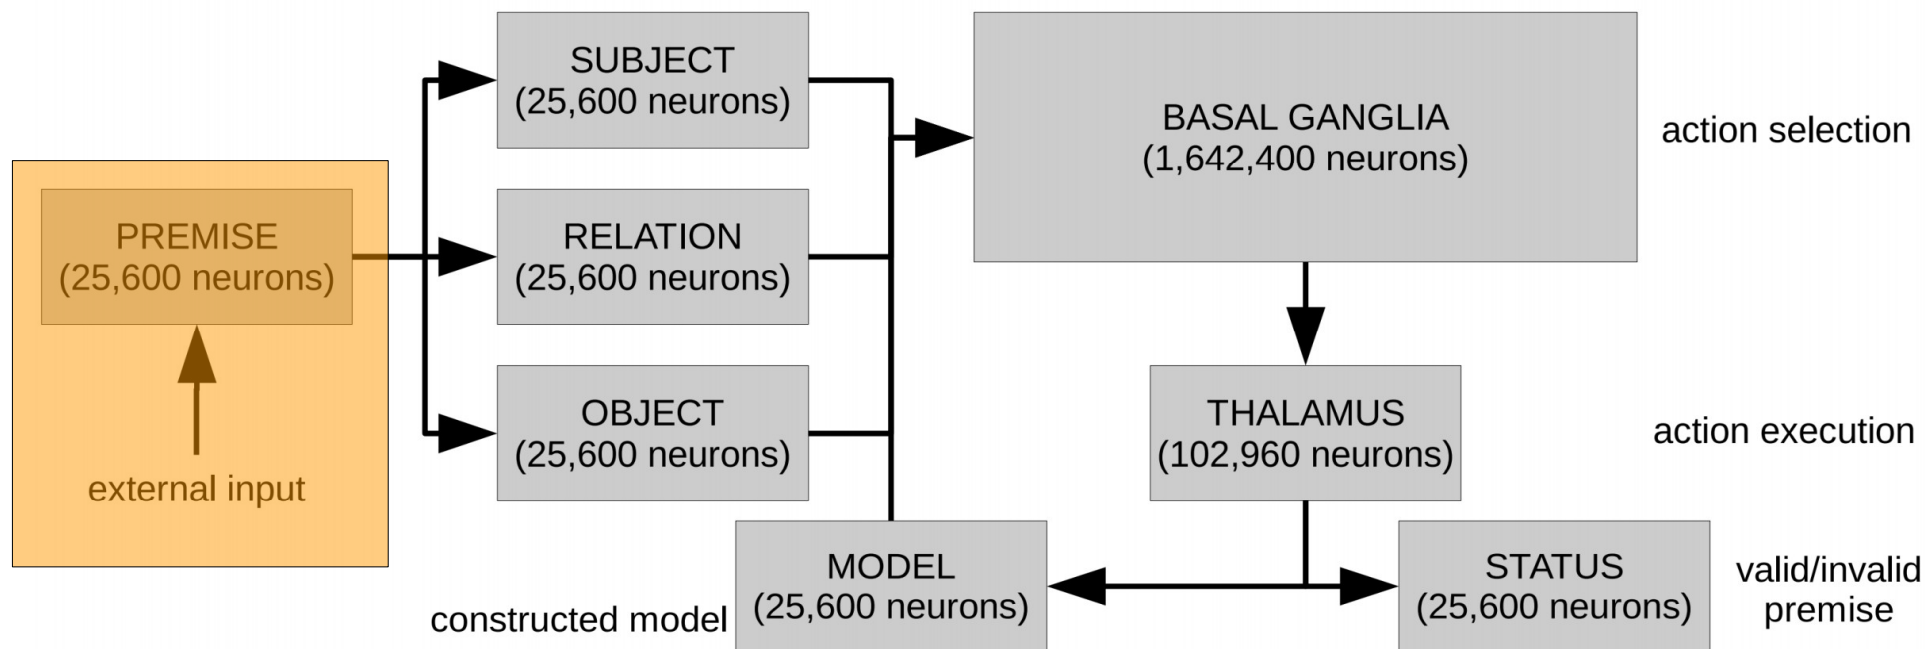 SUBJECT
(25,600 neurons)
BASAL GANGLIA
(1,642,400 neurons)
action selection
PREMISE
(25,600 neurons)
RELATION
(25,600 neurons)
external input
OBJECT
(25,600 neurons)
THALAMUS
(102,960 neurons)
action execution
constructed model
MODEL
(25,600 neurons)
STATUS
(25,600 neurons)
valid/invalid
premise